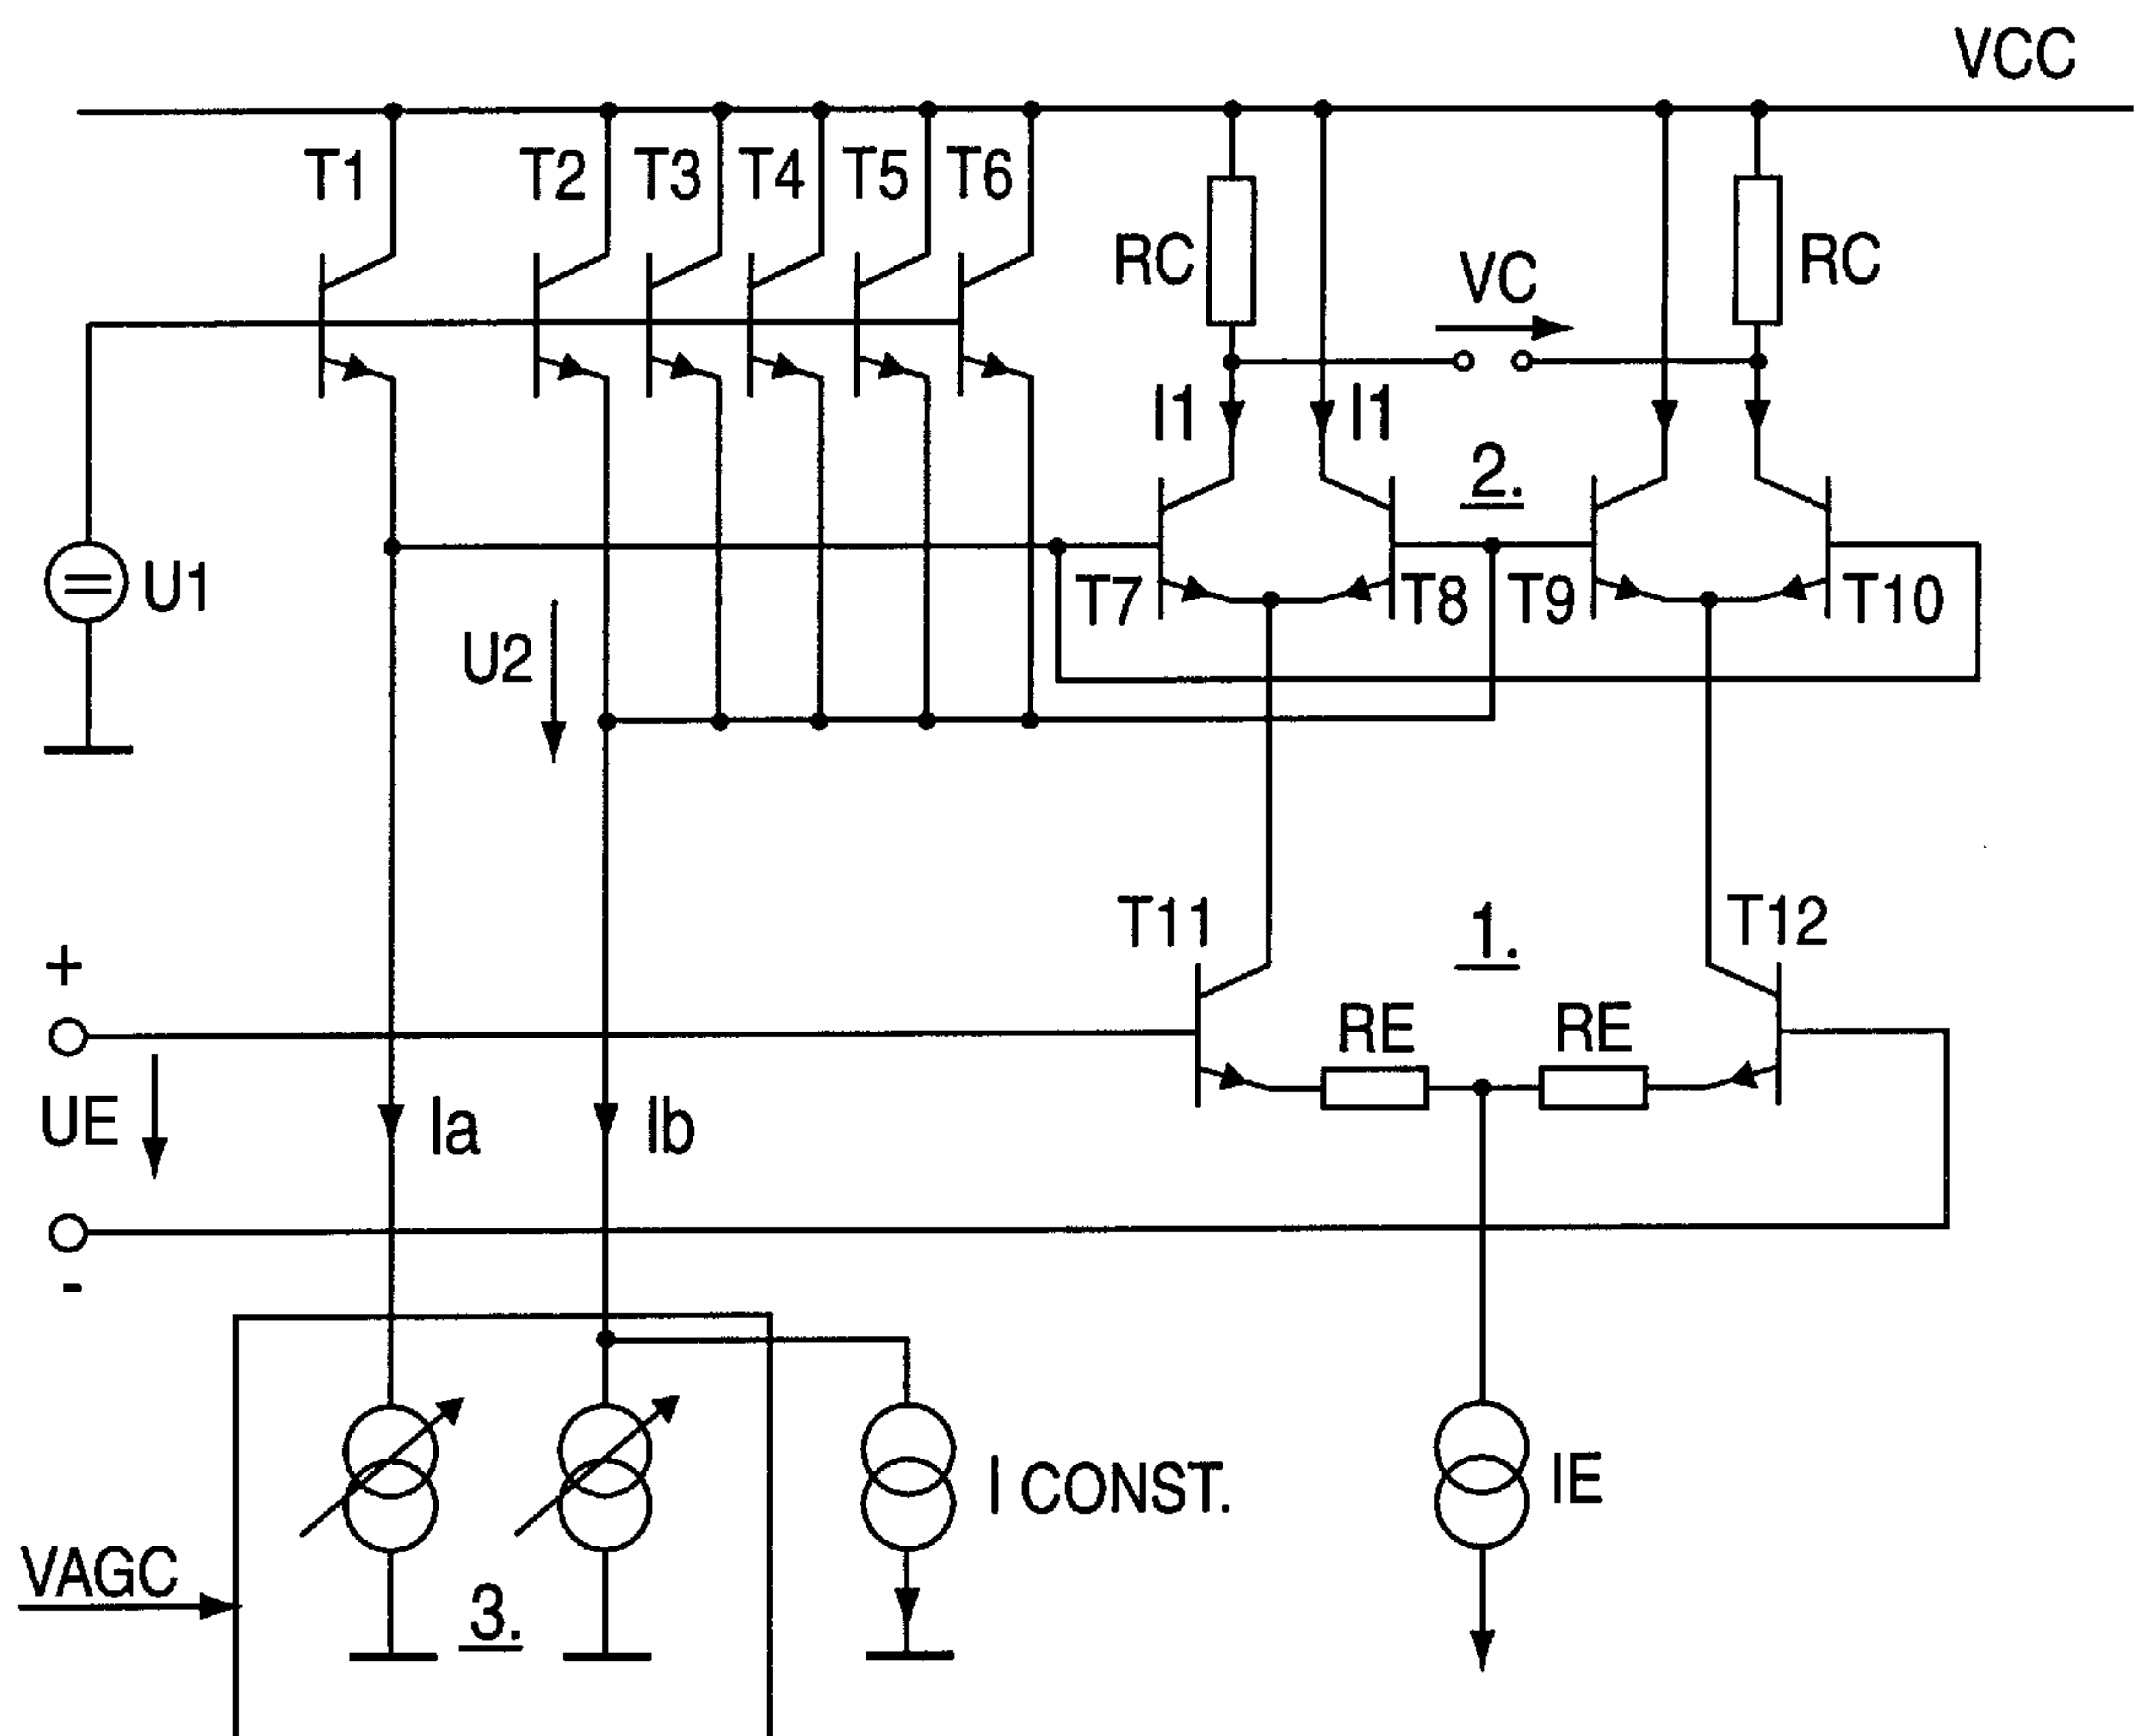 VCC
T1
T2
T3
T4
T5
T6
RC
VC
RC
I1
I1
2.
U1
U2
T7
T8
T9
T10
T11
1.
T12
+
RE
RE
UE
Ia
Ib
-
I CONST.
IE
VAGC
3.